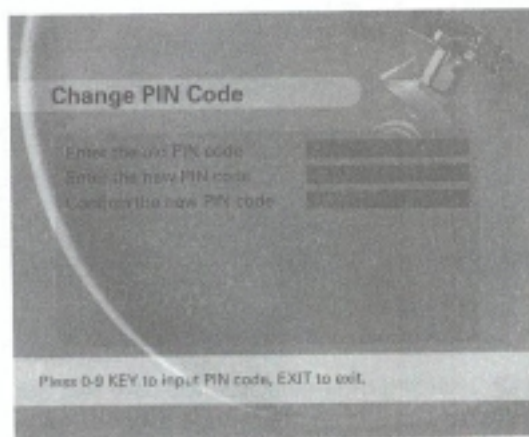 Change PIN Code
Enter the old PIN code
Enter the new PIN code
Confirm the new PIN code
Press 0-9 KEY to input PIN code, EXIT to exit.